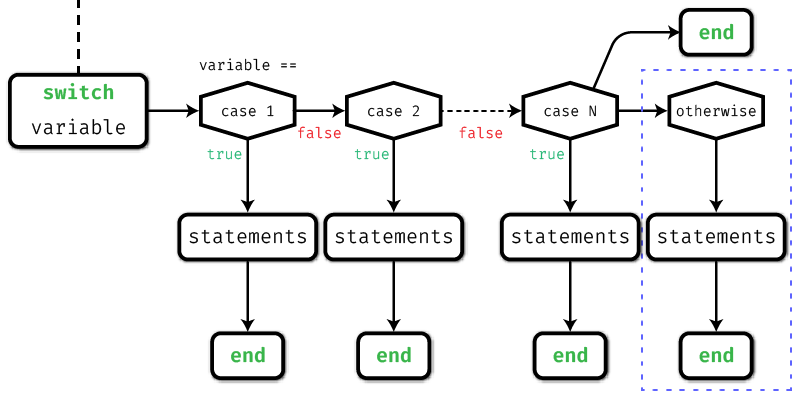 end
variable ==
switch
variable
case 1
case 2
case N
otherwise
false
false
true
true
true
statements
statements
statements
statements
end
end
end
end